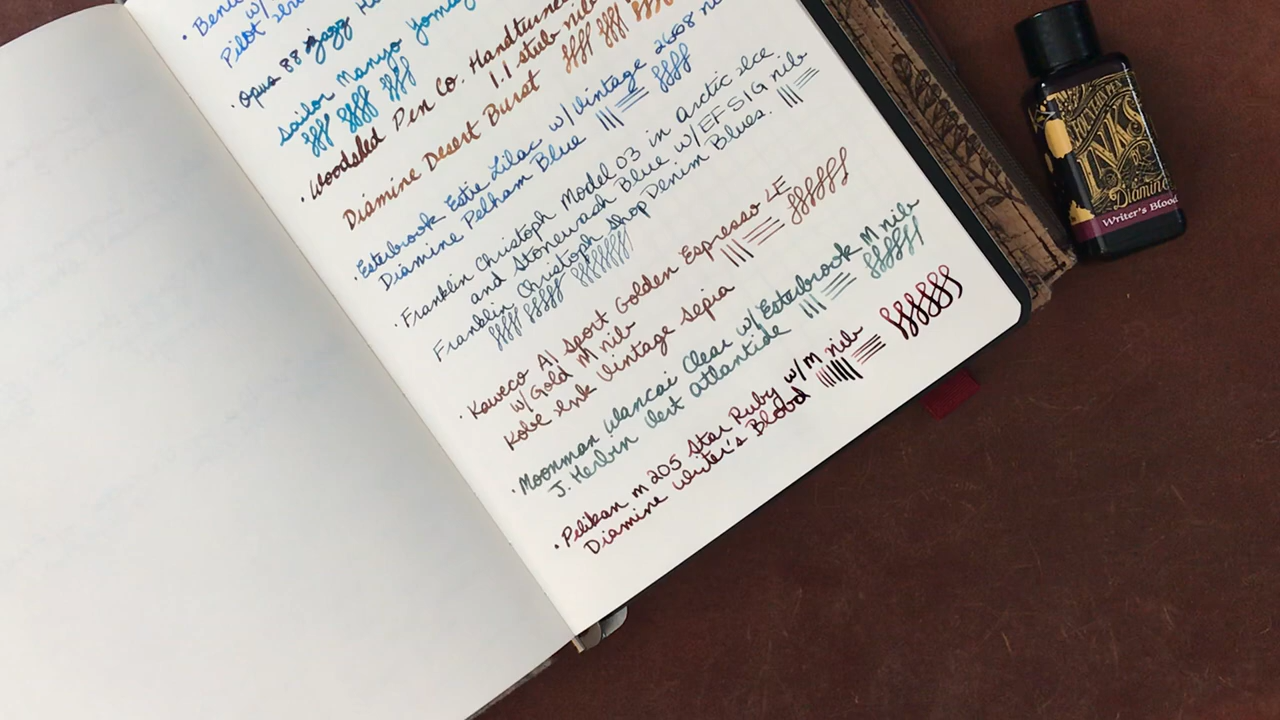 Pilot
Opus 88
Sailor Manyo
Woodshed Pen Co. Handturned
1.1 stub nib
Diamine Desert Burst
Esterbrook Estie Lilac w/Vintage 2668
Diamine Pelham Blue
Franklin Christoph Model 03 in arctic ice
and Stonewash Blue w/EF SIG nib
Franklin Christoph Shop Denim Blues.
Kaweco Al Sport Golden Espresso LE
w/Gold M nib
Kobe Ink Vintage Sepia
Moonman Wancai Clear w/Esterbrook M nib
J. Herbin Vert Atlantide
Pelikan m205 Star Ruby w/M nib
Diamine Writer's Blood
INKS
Diamine
Writer's Blood